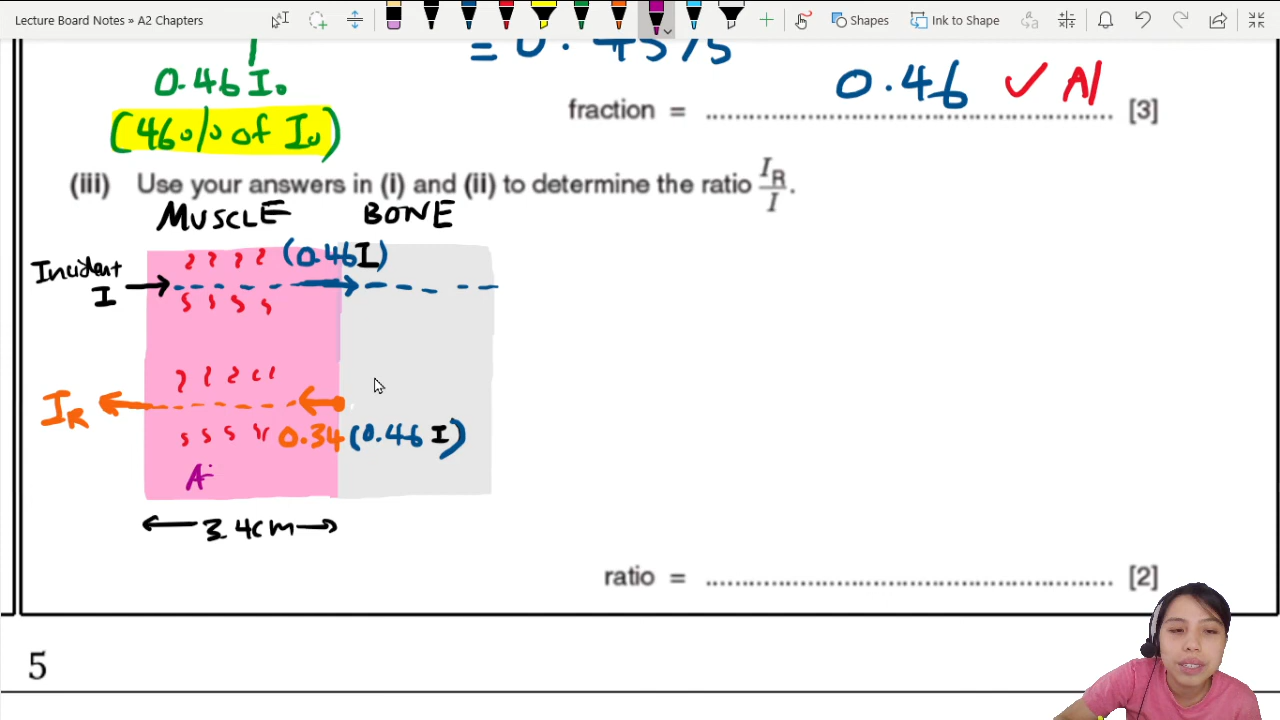 Lecture Board Notes » A2 Chapters
Shapes
Ink to Shape
0.46 I₀
(46% of I₀)
0.46 ✓ A1
fraction = [3]
(iii) Use your answers in (i) and (ii) to determine the ratio I_R/I.
MUSCLE BONE
Incident
I
(0.46I)
I_R
0.34(0.46 I)
3.4cm
ratio = [2]
5